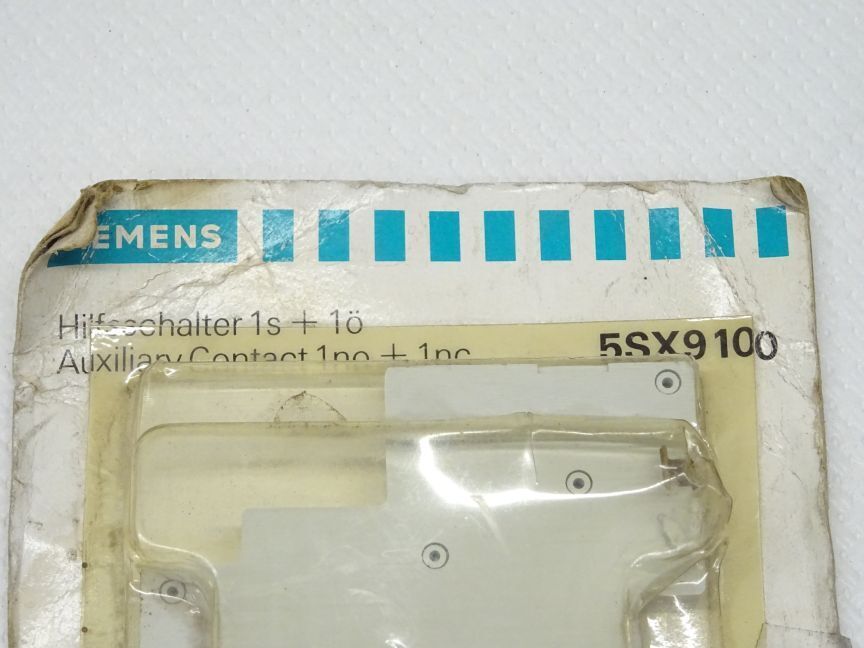 EMENS
Hilfsschalter 1s + 1ö
Auxiliary Contact 1no + 1nc
5SX9100